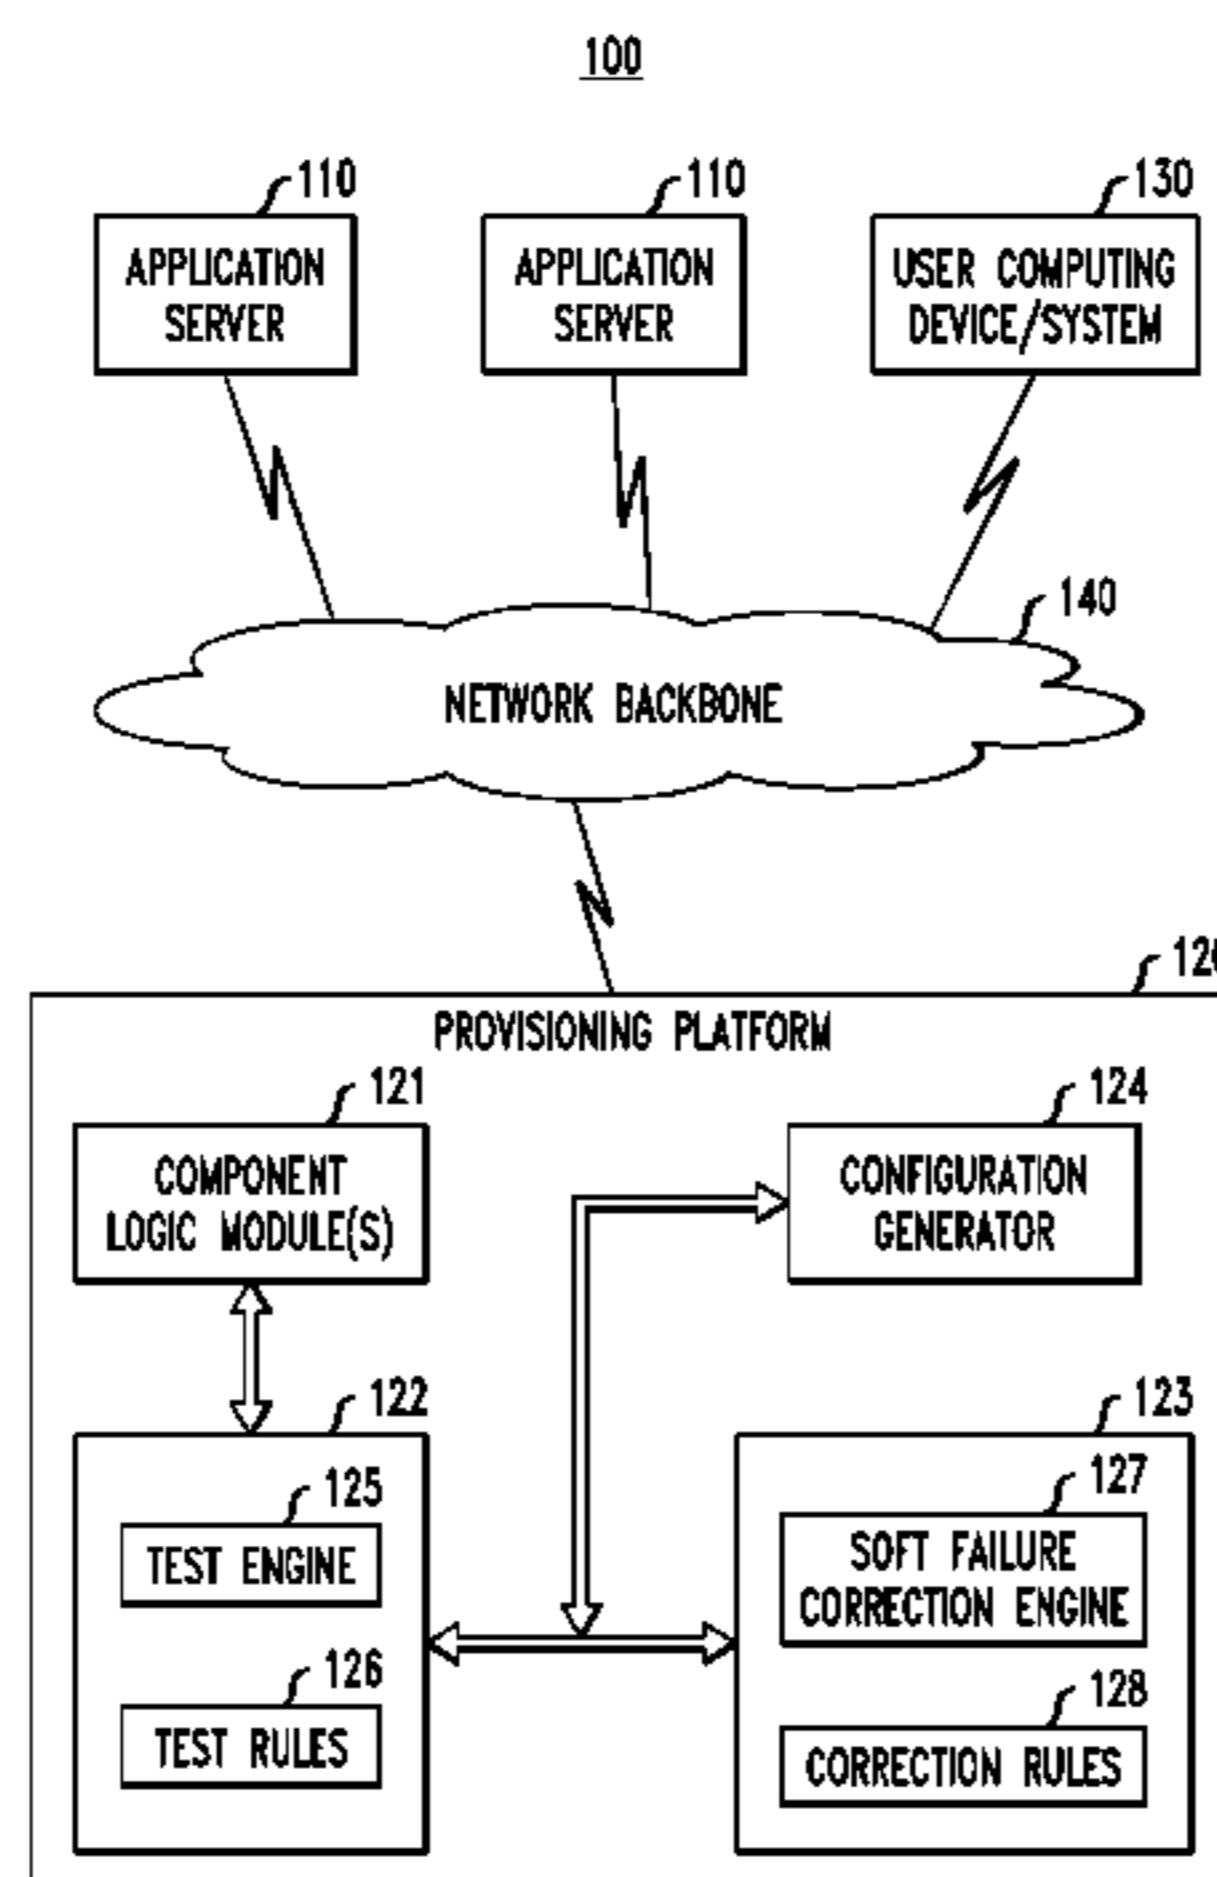 100
110
110
130
APPLICATION
SERVER
APPLICATION
SERVER
USER COMPUTING
DEVICE/SYSTEM
140
NETWORK BACKBONE
PROVISIONING PLATFORM
121
124
COMPONENT
LOGIC MODULE(S)
CONFIGURATION
GENERATOR
122
123
125
TEST ENGINE
127
SOFT FAILURE
CORRECTION ENGINE
126
TEST RULES
128
CORRECTION RULES